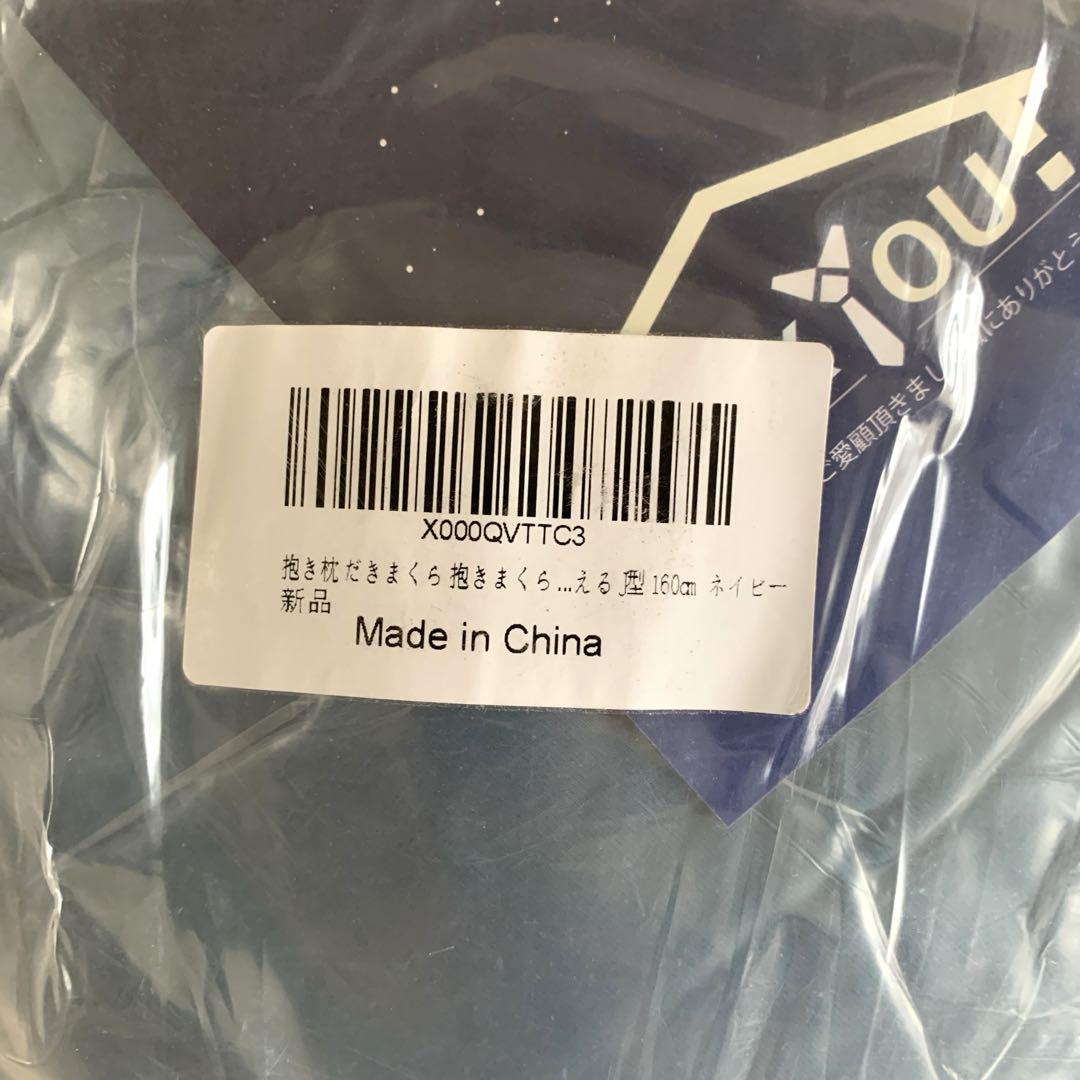 YOU!
ご愛顧頂きまし にありがとう
X000QVTTC3
抱き枕 だきまくら 抱きまくら...える J型 160㎝ ネイビー
新品
Made in China